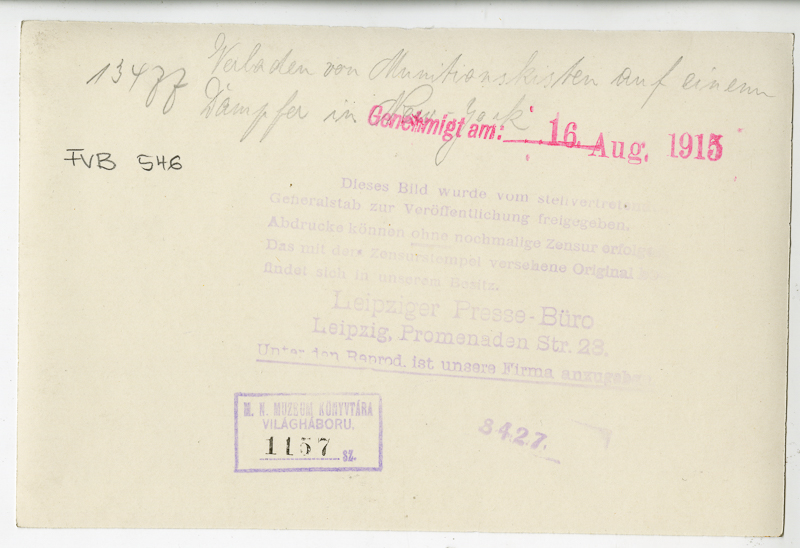 13477 Verladen von Munitionskisten auf einem
Dampfer in New-York
Genehmigt am: 16. Aug. 1915
FVB 546
Dieses Bild wurde vom
Generalstab zur Veröffentlichung freigegeben.
Abdrucke können ohne nochmalige Zensur
Das mit dem Zensurstempel versehene Original
findet sich in unserem Besitz.
Leipziger Presse-Büro
Leipzig, Promenaden Str. 28.
Unter den Reprod. ist unsere Firma anzugeben
M. N. MUZEUM KÖNYVTÁRA
VILÁGHÁBORU.
1157 SZ.
3427.